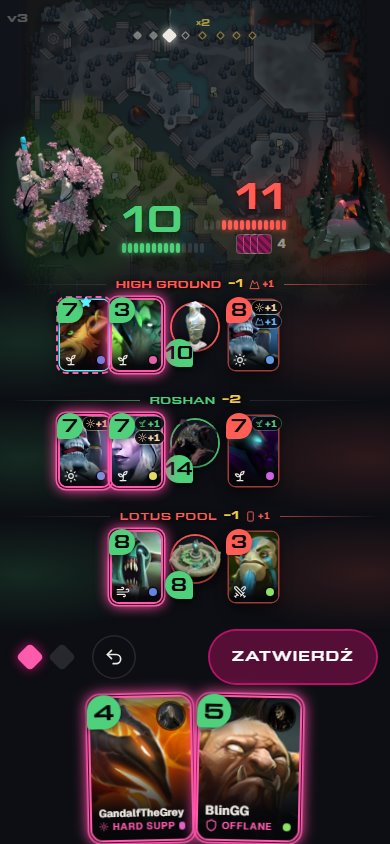 v3
x2
10
11
4
HIGH GROUND -1 +1
7
3
10
8 +1
+1
ROSHAN -2
7 +1
7 +1
+1
14
7
LOTUS POOL -1 +1
8
8
3
ZATWIERDŹ
4
5
GandalfTheGrey
BlinGG
HARD SUPP
OFFLANE